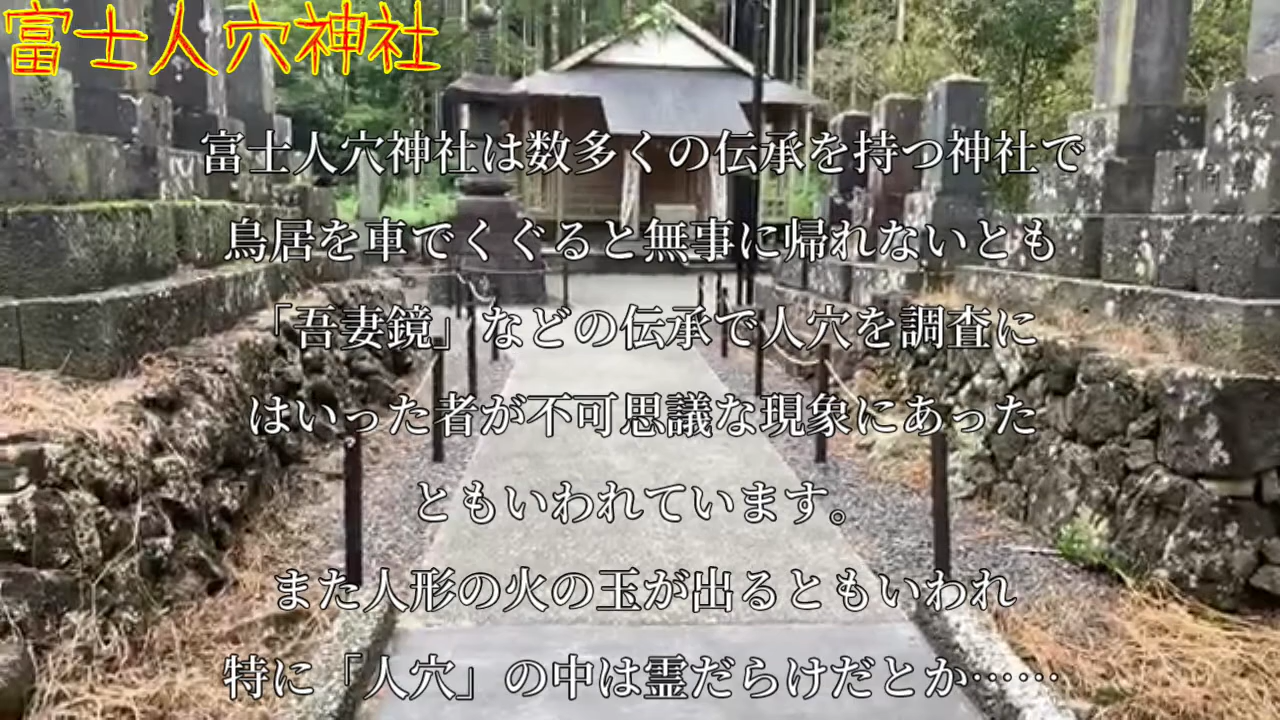 富士人穴神社
富士人穴神社は数多くの伝承を持つ神社で
鳥居を車でくぐると無事に帰れないとも
「吾妻鏡」などの伝承で人穴を調査に
はいった者が不可思議な現象にあった
ともいわれています。
また人形の火の玉が出るともいわれ
特に「人穴」の中は霊だらけだとか……